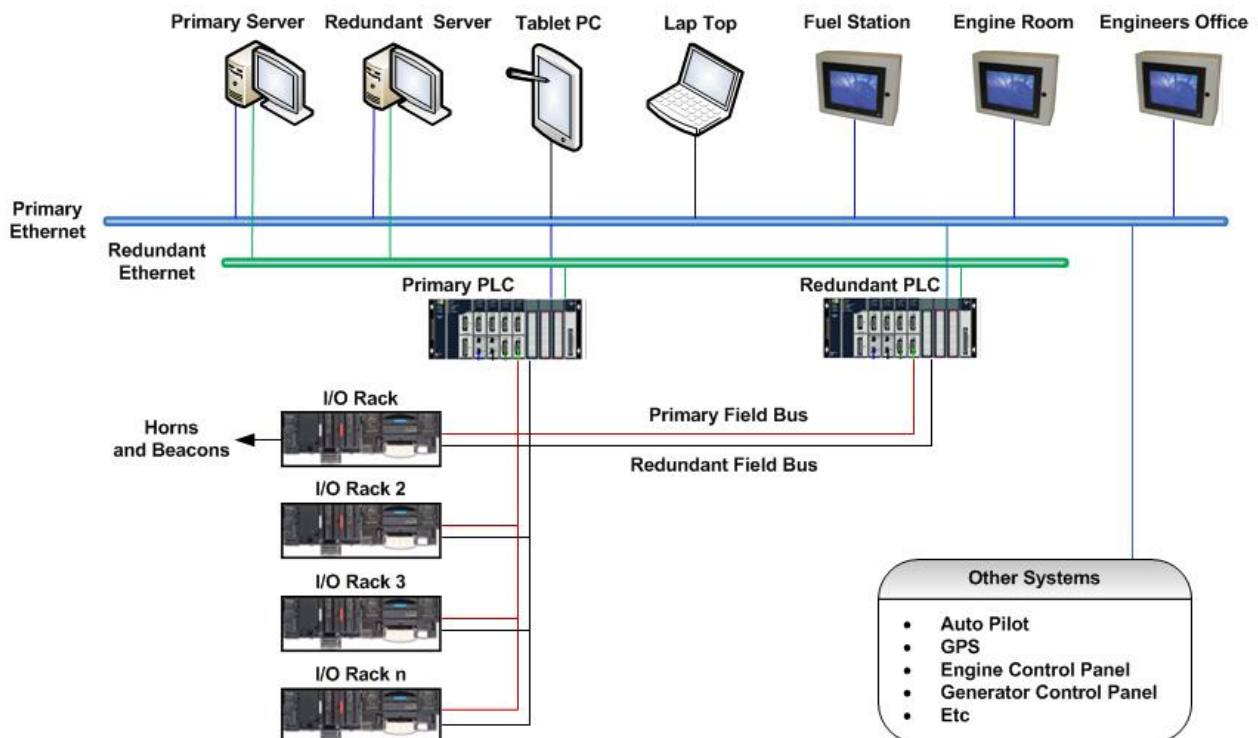 Primary Server
Redundant Server
Tablet PC
Lap Top
Fuel Station
Engine Room
Engineers Office
Primary
Ethernet
Redundant
Ethernet
Primary PLC
Redundant PLC
I/O Rack
Horns
and Beacons
Primary Field Bus
Redundant Field Bus
I/O Rack 2
I/O Rack 3
I/O Rack n
Other Systems
• Auto Pilot
• GPS
• Engine Control Panel
• Generator Control Panel
• Etc